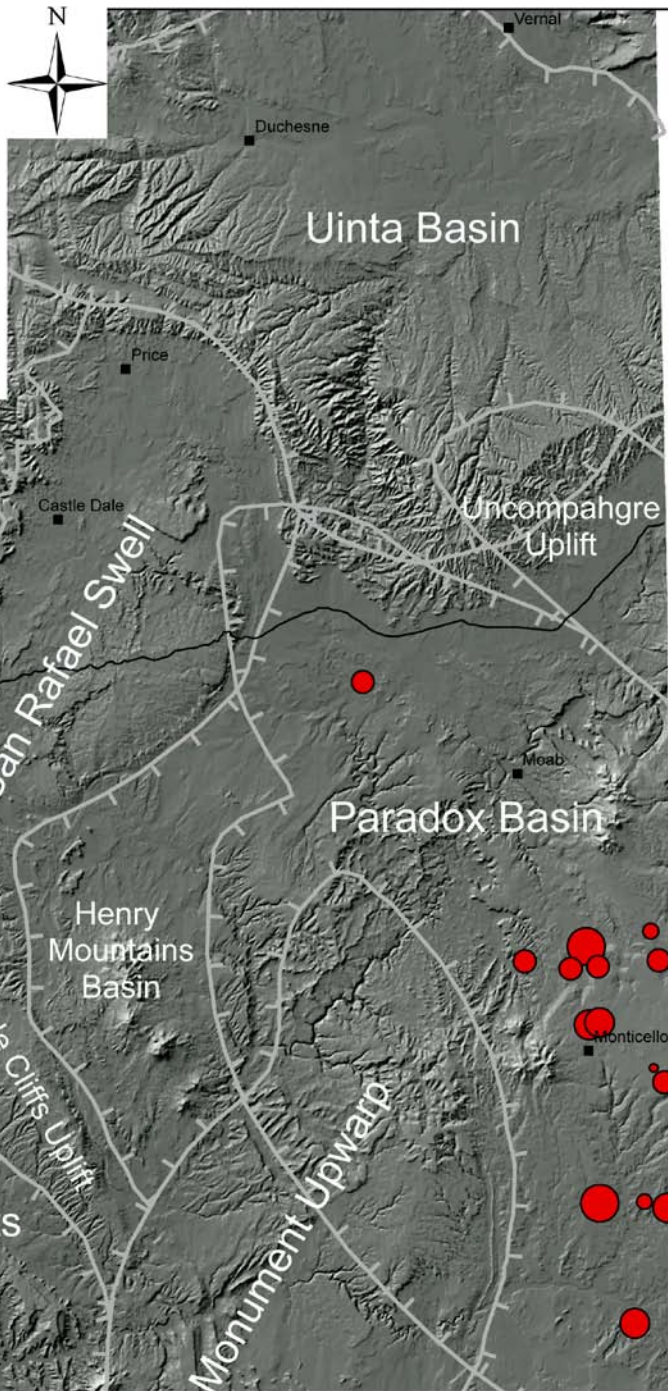 N
Vernal
Duchesne
Uinta Basin
Price
Castle Dale
Uncompahgre
Uplift
San Rafael Swell
Moab
Paradox Basin
Henry
Mountains
Basin
Monticello
Cliffs Uplift
Monument Upwarp